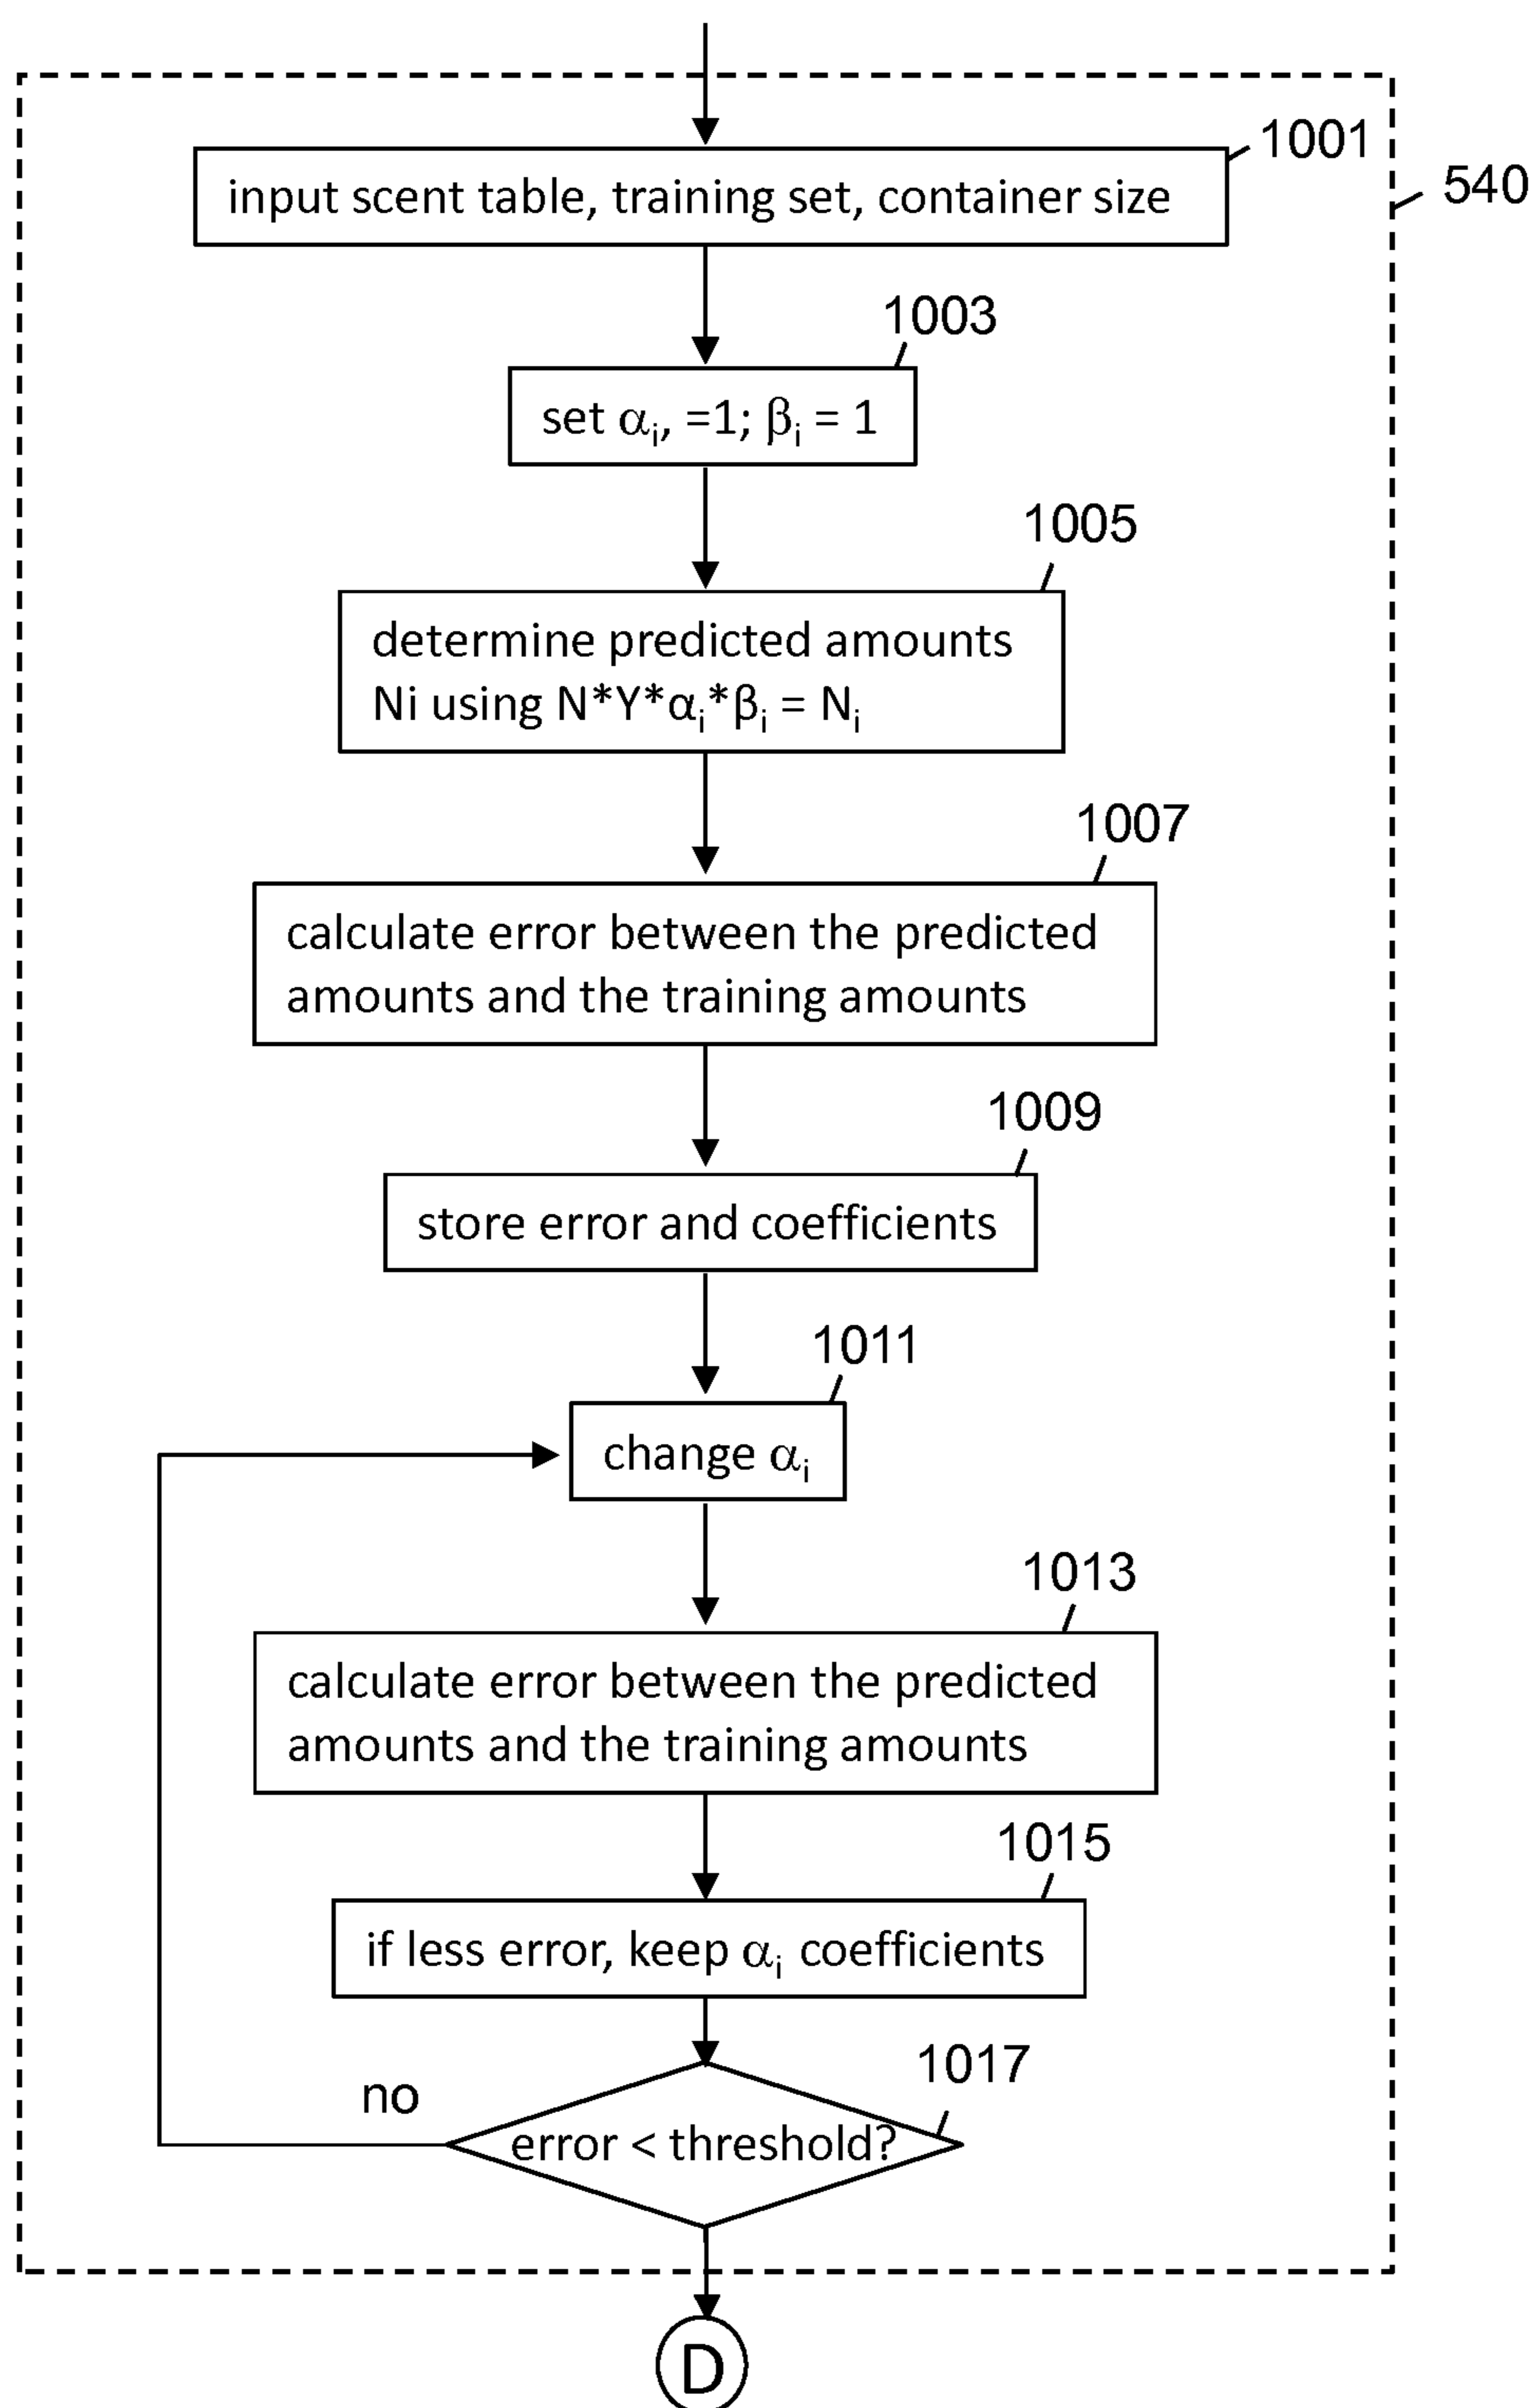 1001
540
input scent table, training set, container size
1003
set αᵢ, =1; βᵢ = 1
1005
determine predicted amounts
Ni using N*Y*αᵢ*βᵢ = Nᵢ
1007
calculate error between the predicted
amounts and the training amounts
1009
store error and coefficients
1011
change αᵢ
1013
calculate error between the predicted
amounts and the training amounts
1015
if less error, keep αᵢ coefficients
1017
no
error < threshold?
D